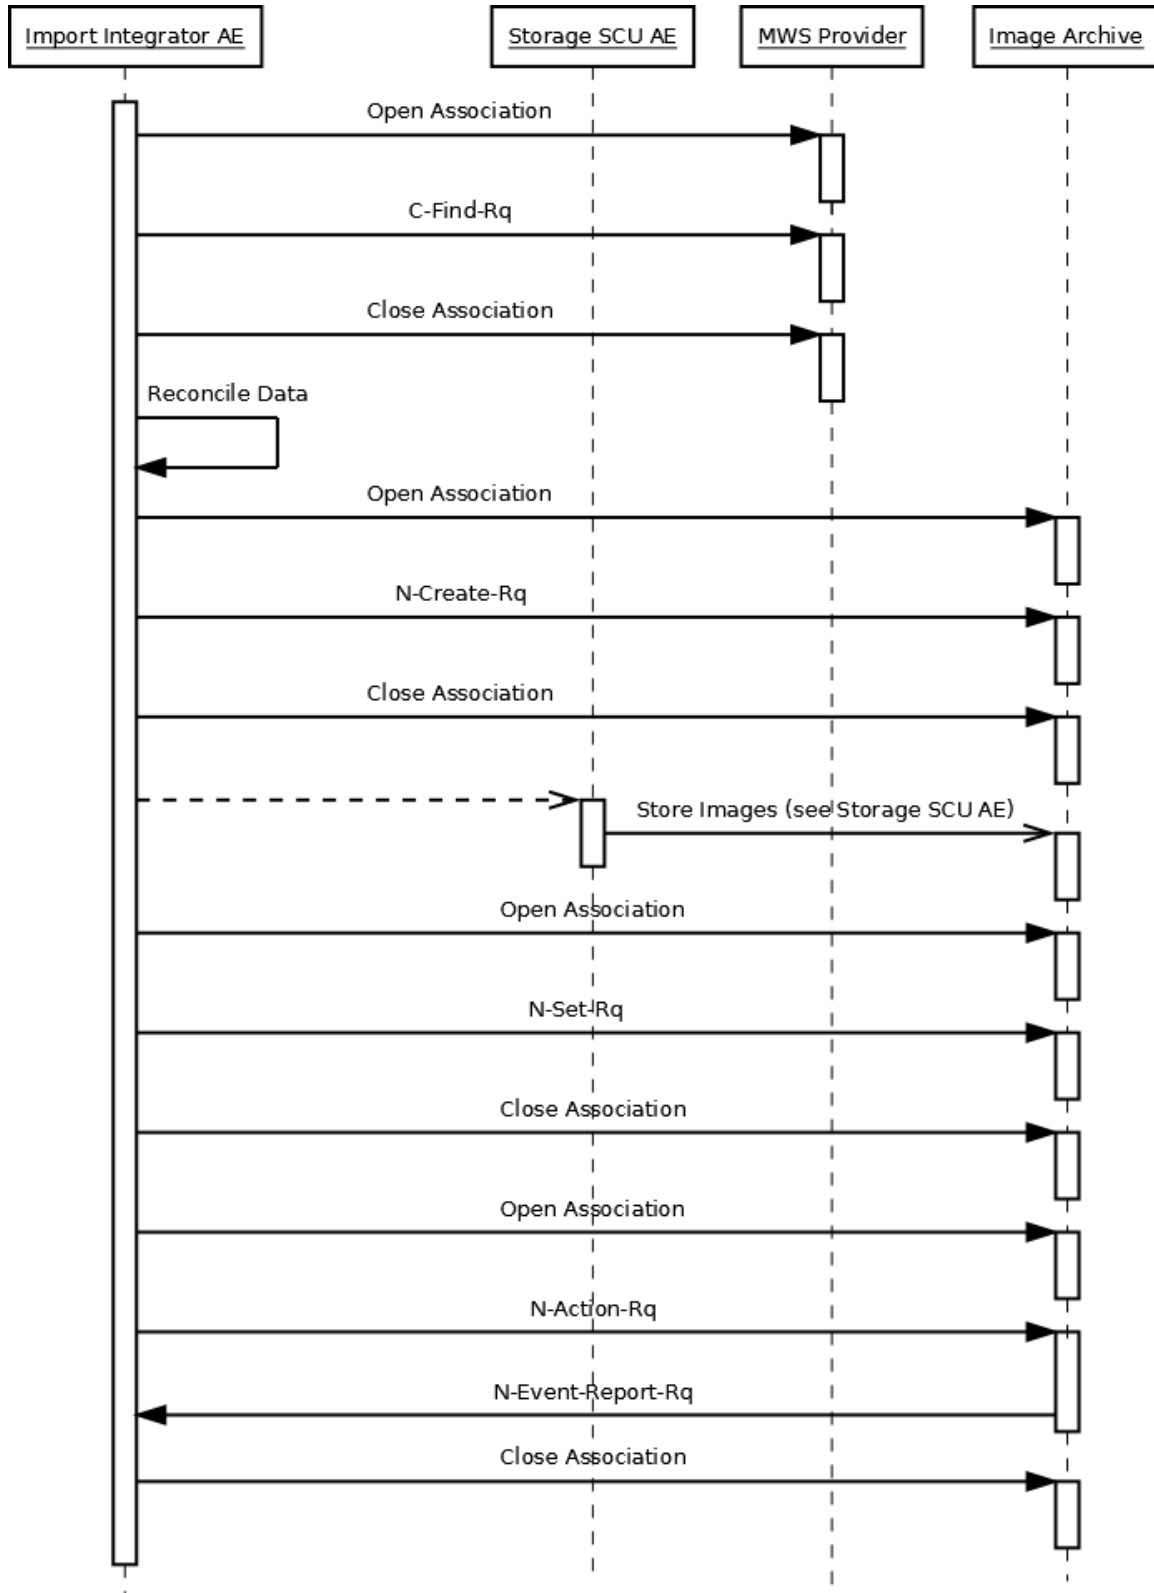 Import Integrator AE
Storage SCU AE
MWS Provider
Image Archive
Open Association
C-Find-Rq
Close Association
Reconcile Data
Open Association
N-Create-Rq
Close Association
Store Images (see Storage SCU AE)
Open Association
N-Set-Rq
Close Association
Open Association
N-Action-Rq
N-Event-Report-Rq
Close Association